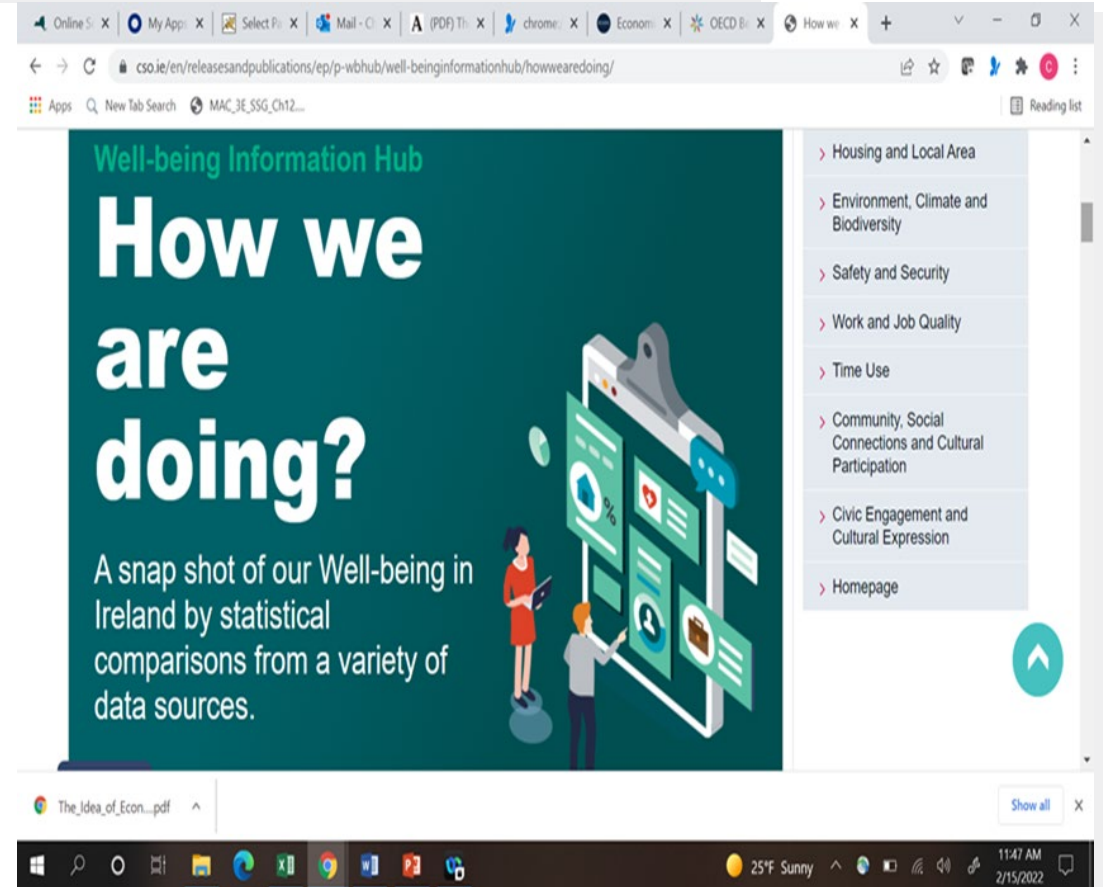 Online S
My Apps
Select Pa
Mail - C
(PDF) Th
chrome
Econom
OECD Be
How we
cso.ie/en/releasesandpublications/ep/p-wbhub/well-beinginformationhub/howwearedoing/
Apps
New Tab Search
MAC_3E_SSG_Ch12....
Reading list
Well-being Information Hub
How we
are
doing?
A snap shot of our Well-being in
Ireland by statistical
comparisons from a variety of
data sources.
%
Housing and Local Area
Environment, Climate and
Biodiversity
Safety and Security
Work and Job Quality
Time Use
Community, Social
Connections and Cultural
Participation
Civic Engagement and
Cultural Expression
Homepage
The_Idea_of_Econ....pdf
Show all
25°F Sunny
11:47 AM
2/15/2022